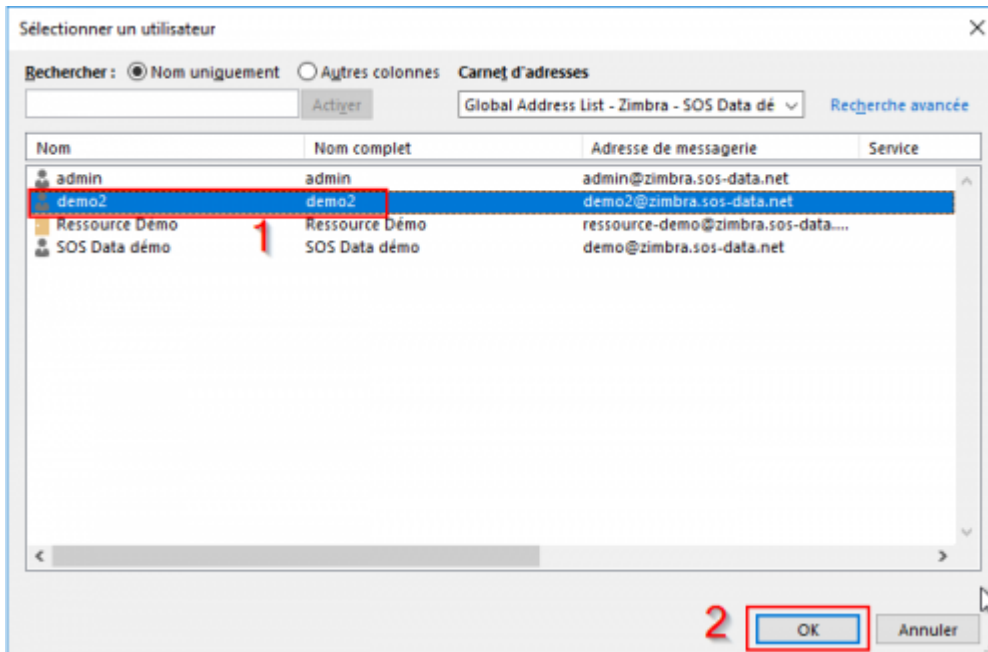 Sélectionner un utilisateur
Rechercher : Nom uniquement Autres colonnes Carnet d'adresses
Activer Global Address List - Zimbra - SOS Data dé Recherche avancée
Nom Nom complet Adresse de messagerie Service
admin admin admin@zimbra.sos-data.net
demo2 demo2 demo2@zimbra.sos-data.net
Ressource Démo Ressource Démo ressource-demo@zimbra.sos-data....
SOS Data démo SOS Data démo demo@zimbra.sos-data.net
1
2 OK Annuler